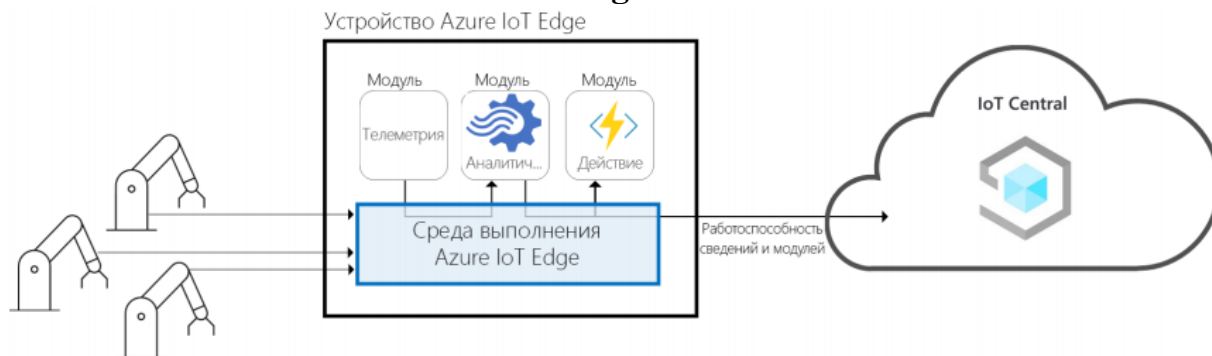 Устройство Azure IoT Edge
Модуль
Модуль
Модуль
Телеметрия
Аналитич...
Действие
Среда выполнения
Azure IoT Edge
Работоспособность
сведений и модулей
IoT Central